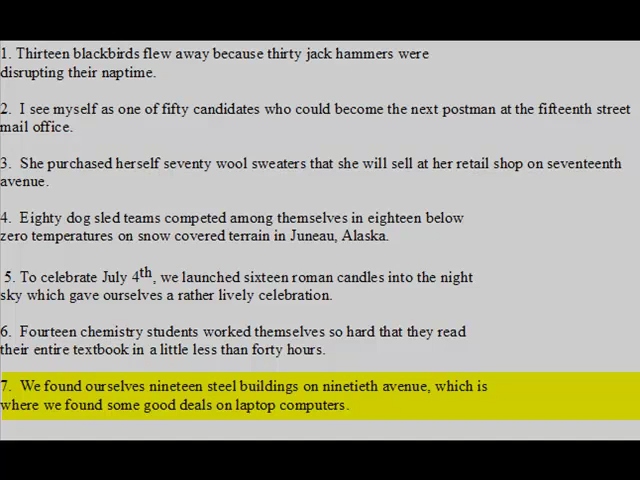 1. Thirteen blackbirds flew away because thirty jack hammers were
disrupting their naptime.
2. I see myself as one of fifty candidates who could become the next postman at the fifteenth street
mail office.
3. She purchased herself seventy wool sweaters that she will sell at her retail shop on seventeenth
avenue.
4. Eighty dog sled teams competed among themselves in eighteen below
zero temperatures on snow covered terrain in Juneau, Alaska.
5. To celebrate July 4th, we launched sixteen roman candles into the night
sky which gave ourselves a rather lively celebration.
6. Fourteen chemistry students worked themselves so hard that they read
their entire textbook in a little less than forty hours.
7. We found ourselves nineteen steel buildings on ninetieth avenue, which is
where we found some good deals on laptop computers.